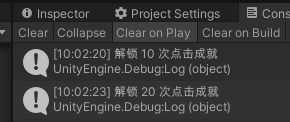 Inspector Project Settings Cons
Clear Collapse Clear on Play Clear on Build
[10:02:20] 解锁 10 次点击成就
UnityEngine.Debug:Log (object)
[10:02:23] 解锁 20 次点击成就
UnityEngine.Debug:Log (object)